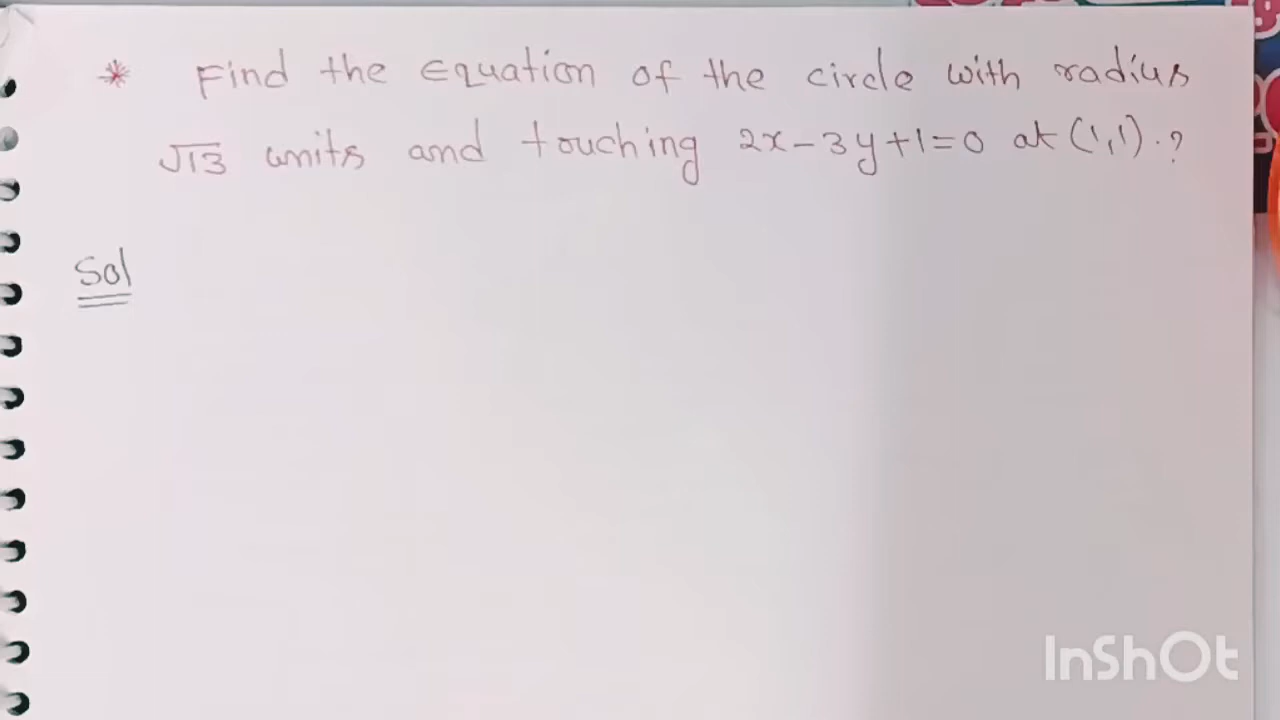 * Find the Equation of the circle with radius
√13 units and touching 2x-3y+1=0 at (1,1).?
Sol
InShOt